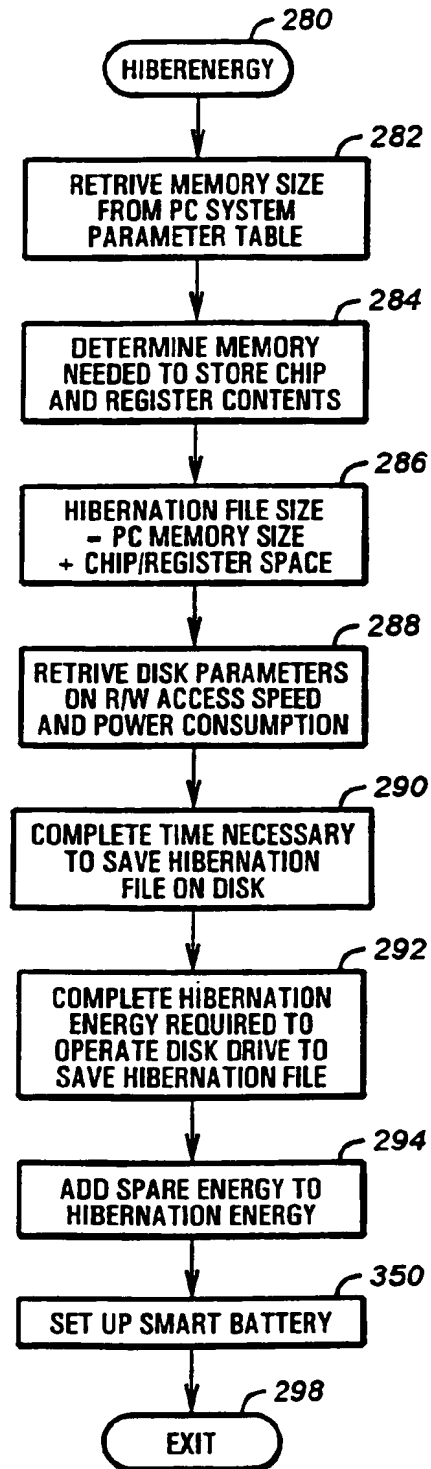 280
HIBERENERGY
282
RETRIVE MEMORY SIZE
FROM PC SYSTEM
PARAMETER TABLE
284
DETERMINE MEMORY
NEEDED TO STORE CHIP
AND REGISTER CONTENTS
286
HIBERNATION FILE SIZE
– PC MEMORY SIZE
+ CHIP/REGISTER SPACE
288
RETRIVE DISK PARAMETERS
ON R/W ACCESS SPEED
AND POWER CONSUMPTION
290
COMPLETE TIME NECESSARY
TO SAVE HIBERNATION
FILE ON DISK
292
COMPLETE HIBERNATION
ENERGY REQUIRED TO
OPERATE DISK DRIVE TO
SAVE HIBERNATION FILE
294
ADD SPARE ENERGY TO
HIBERNATION ENERGY
350
SET UP SMART BATTERY
298
EXIT